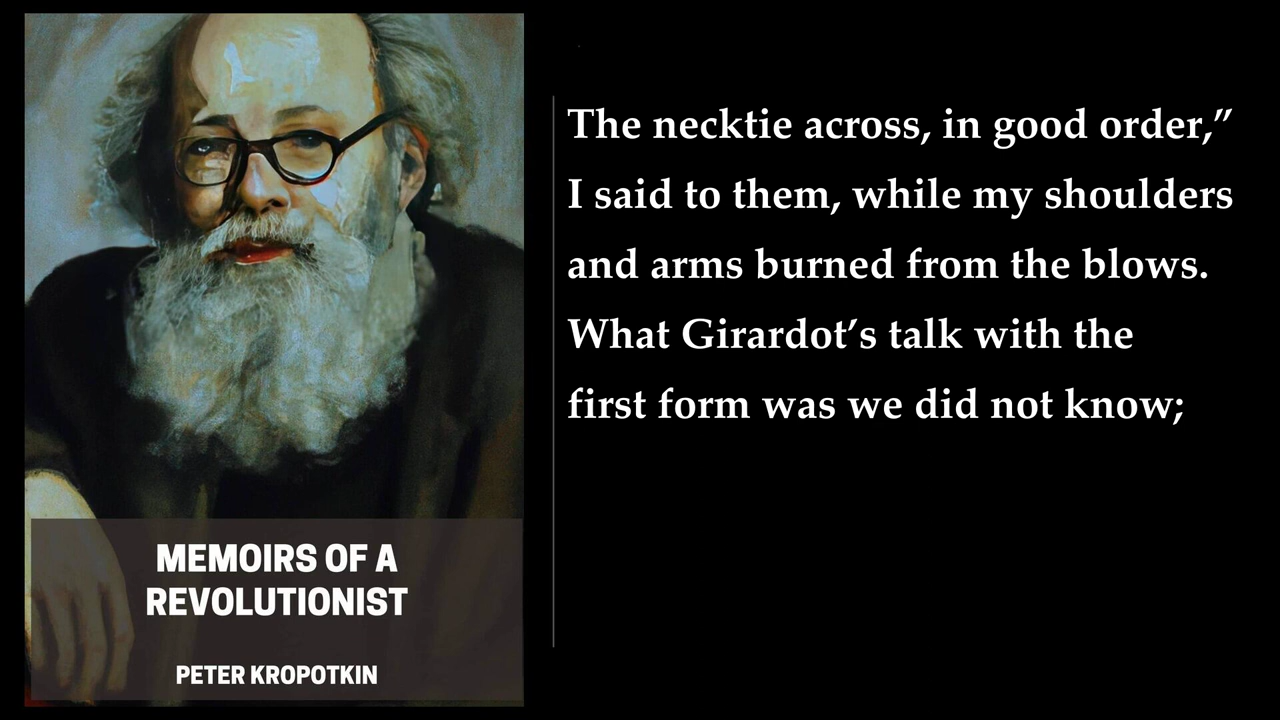 The necktie across, in good order,”
I said to them, while my shoulders
and arms burned from the blows.
What Girardot’s talk with the
first form was we did not know;
MEMOIRS OF A
REVOLUTIONIST
PETER KROPOTKIN